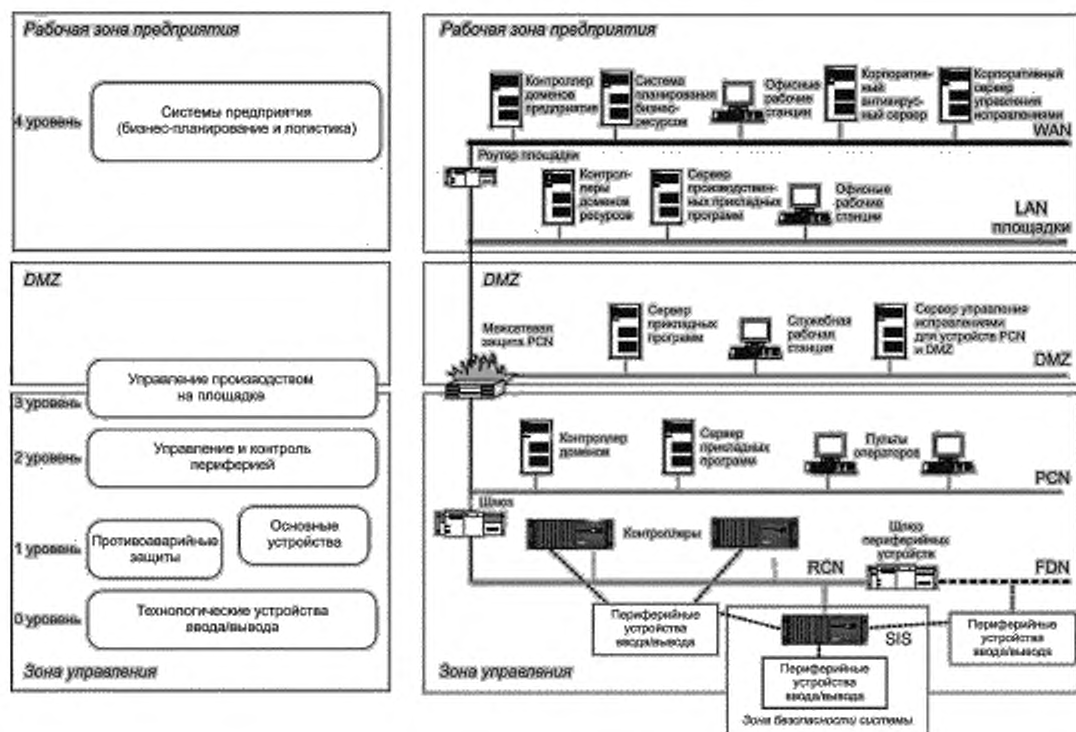 Рабочая зона предприятия
4 уровень
Системы предприятия
(бизнес-планирование и логистика)
DMZ
Управление производством
на площадке
3 уровень
2 уровень
Управление и контроль
периферией
Основные
устройства
1 уровень
Противоаварийные
защиты
0 уровень
Технологические устройства
ввода/вывода
Зона управления
Рабочая зона предприятия
Контроллер
доменов
предприятия
Система
планирования
бизнес-
ресурсов
Офисные
рабочие
станции
Корпоратив-
ный
антивирус-
ный сервер
Корпоративный
сервер
управления
исправлениями
WAN
Роутер площадки
Контрол-
леры
доменов
ресурсов
Сервер
производствен-
ных прикладных
программ
Офисные
рабочие
станции
LAN
площадки
DMZ
Межсетевая
защита PCN
Сервер
прикладных
программ
Служебная
рабочая
станция
Сервер управления
исправлениями
для устройств PCN
и DMZ
DMZ
Контроллер
доменов
Сервер
прикладных
программ
Пульты
операторов
PCN
Шлюз
Контроллеры
Шлюз
периферийных
устройств
RCN
FDN
Периферийные
устройства
ввода/вывода
SIS
Периферийные
устройства
ввода/вывода
Периферийные
устройства
ввода/вывода
Зона управления
Зона безопасности системы